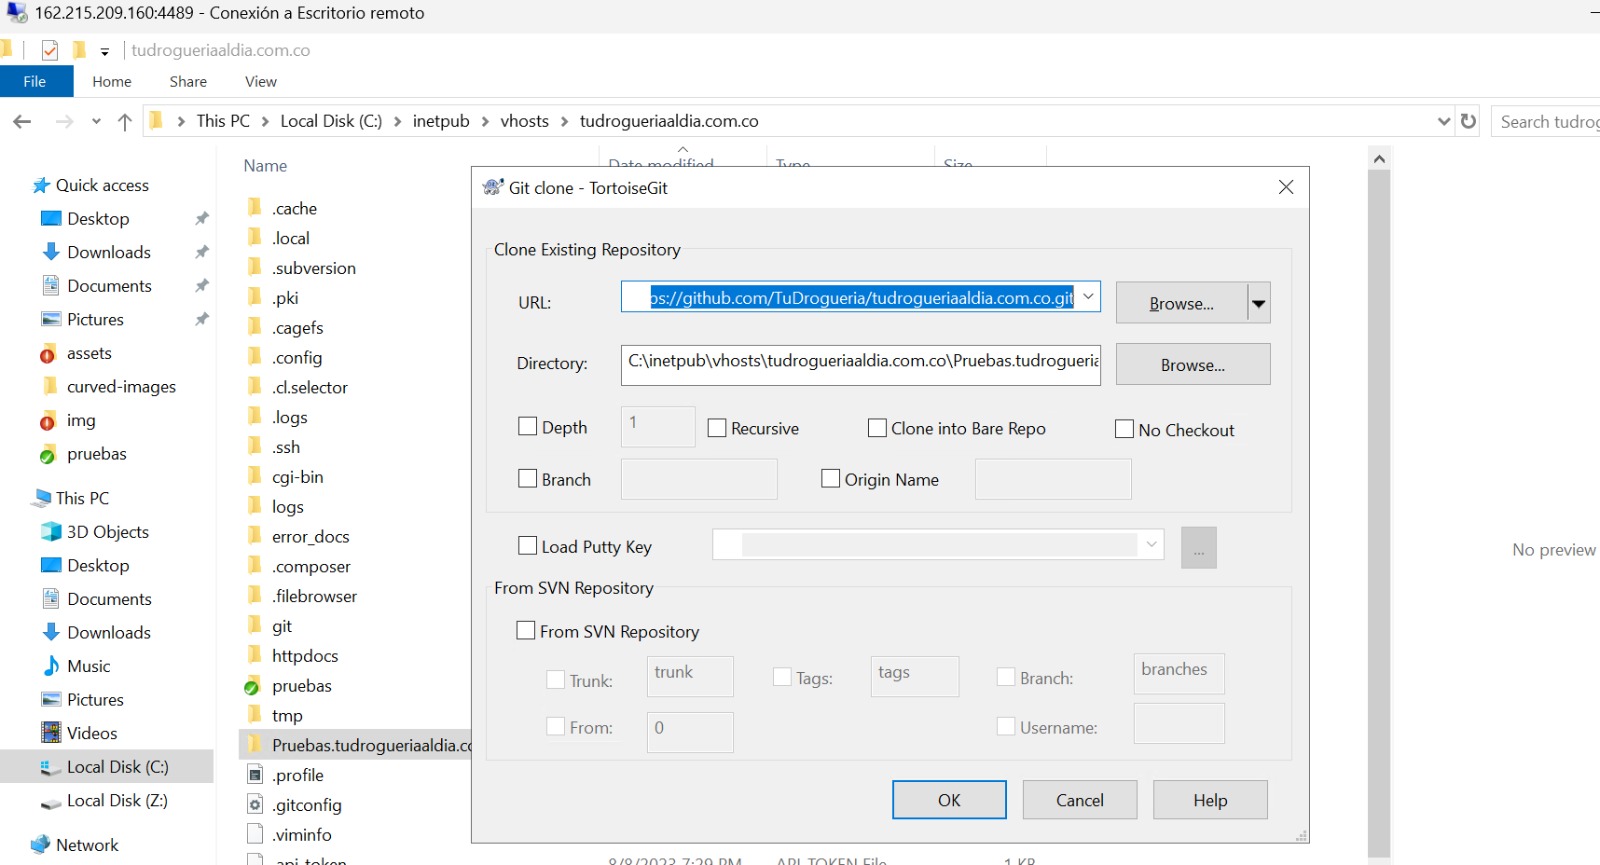 162.215.209.160:4489 - Conexión a Escritorio remoto
tudrogueriaaldia.com.co
File Home Share View
This PC Local Disk (C:) inetpub vhosts tudrogueriaaldia.com.co
Search tudrog
Name Date modified Type Size
Quick access
Desktop
Downloads
Documents
Pictures
assets
curved-images
img
pruebas
This PC
3D Objects
Desktop
Documents
Downloads
Music
Pictures
Videos
Local Disk (C:)
Local Disk (Z:)
Network
.cache
.local
.subversion
.pki
.cagefs
.config
.cl.selector
.logs
.ssh
cgi-bin
logs
error_docs
.composer
.filebrowser
git
httpdocs
pruebas
tmp
Pruebas.tudrogueriaaldia.co
.profile
.gitconfig
.viminfo
.api_token 8/8/2023 7:29 PM API_TOKEN File 1 KB
Git clone - TortoiseGit
Clone Existing Repository
URL: ps://github.com/TuDrogueria/tudrogueriaaldia.com.co.git Browse...
Directory: C:\inetpub\vhosts\tudrogueriaaldia.com.co\Pruebas.tudrogueria Browse...
Depth 1 Recursive Clone into Bare Repo No Checkout
Branch Origin Name
Load Putty Key ...
From SVN Repository
From SVN Repository
Trunk: trunk Tags: tags Branch: branches
From: 0 Username:
OK Cancel Help
No preview